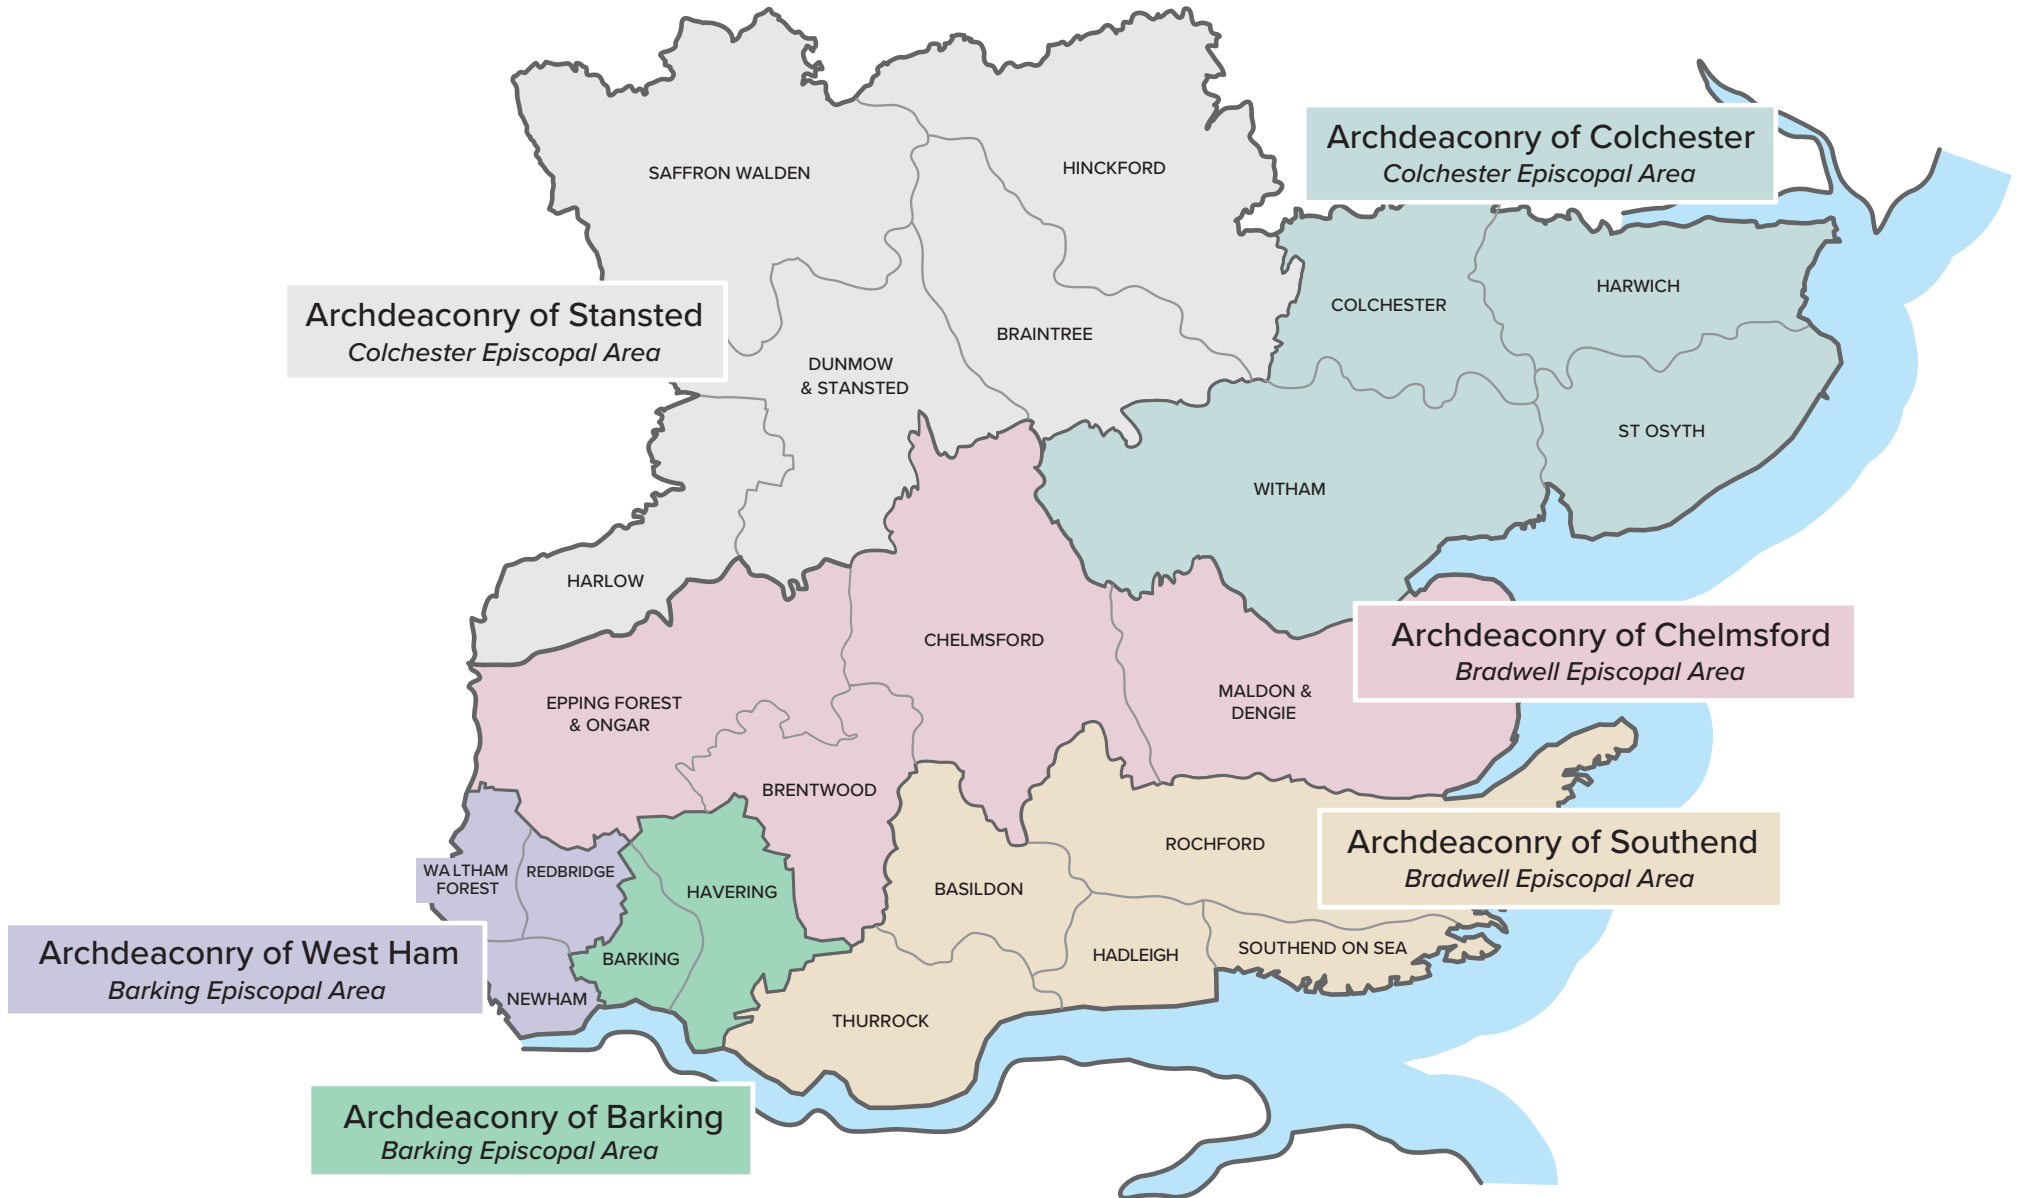 SAFFRON WALDEN
HINCKFORD
Archdeaconry of Colchester
Colchester Episcopal Area
Archdeaconry of Stansted
Colchester Episcopal Area
BRAINTREE
COLCHESTER
HARWICH
DUNMOW
& STANSTED
ST OSYTH
WITHAM
HARLOW
CHELMSFORD
Archdeaconry of Chelmsford
Bradwell Episcopal Area
EPPING FOREST
& ONGAR
MALDON &
DENGIE
BRENTWOOD
ROCHFORD
Archdeaconry of Southend
Bradwell Episcopal Area
WALTHAM
FOREST
REDBRIDGE
HAVERING
BASILDON
Archdeaconry of West Ham
Barking Episcopal Area
BARKING
HADLEIGH
SOUTHEND ON SEA
NEWHAM
THURROCK
Archdeaconry of Barking
Barking Episcopal Area